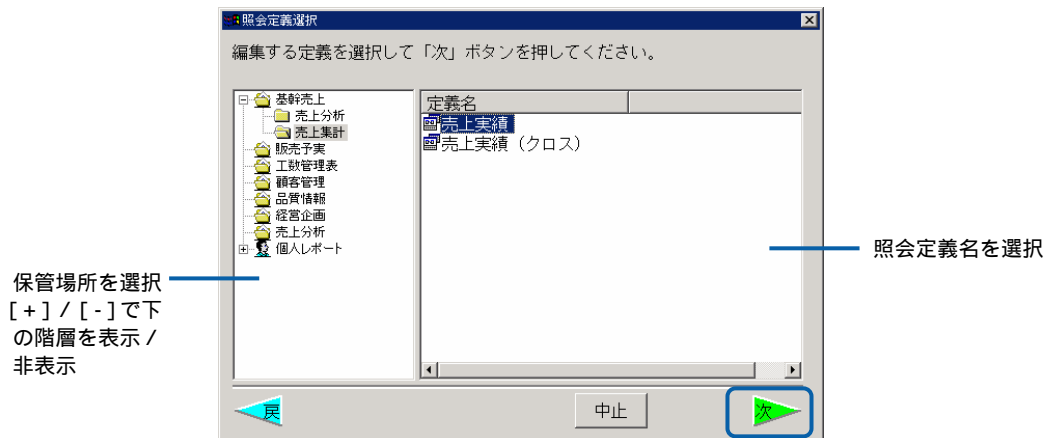 照会定義選択
編集する定義を選択して「次」ボタンを押してください。
基幹売上
売上分析
売上集計
販売予実
工数管理表
顧客管理
品質情報
経営企画
売上分析
個人レポート
定義名
売上実績
売上実績（クロス）
保管場所を選択
[+]/[-]で下
の階層を表示/
非表示
照会定義名を選択
戻
中止
次